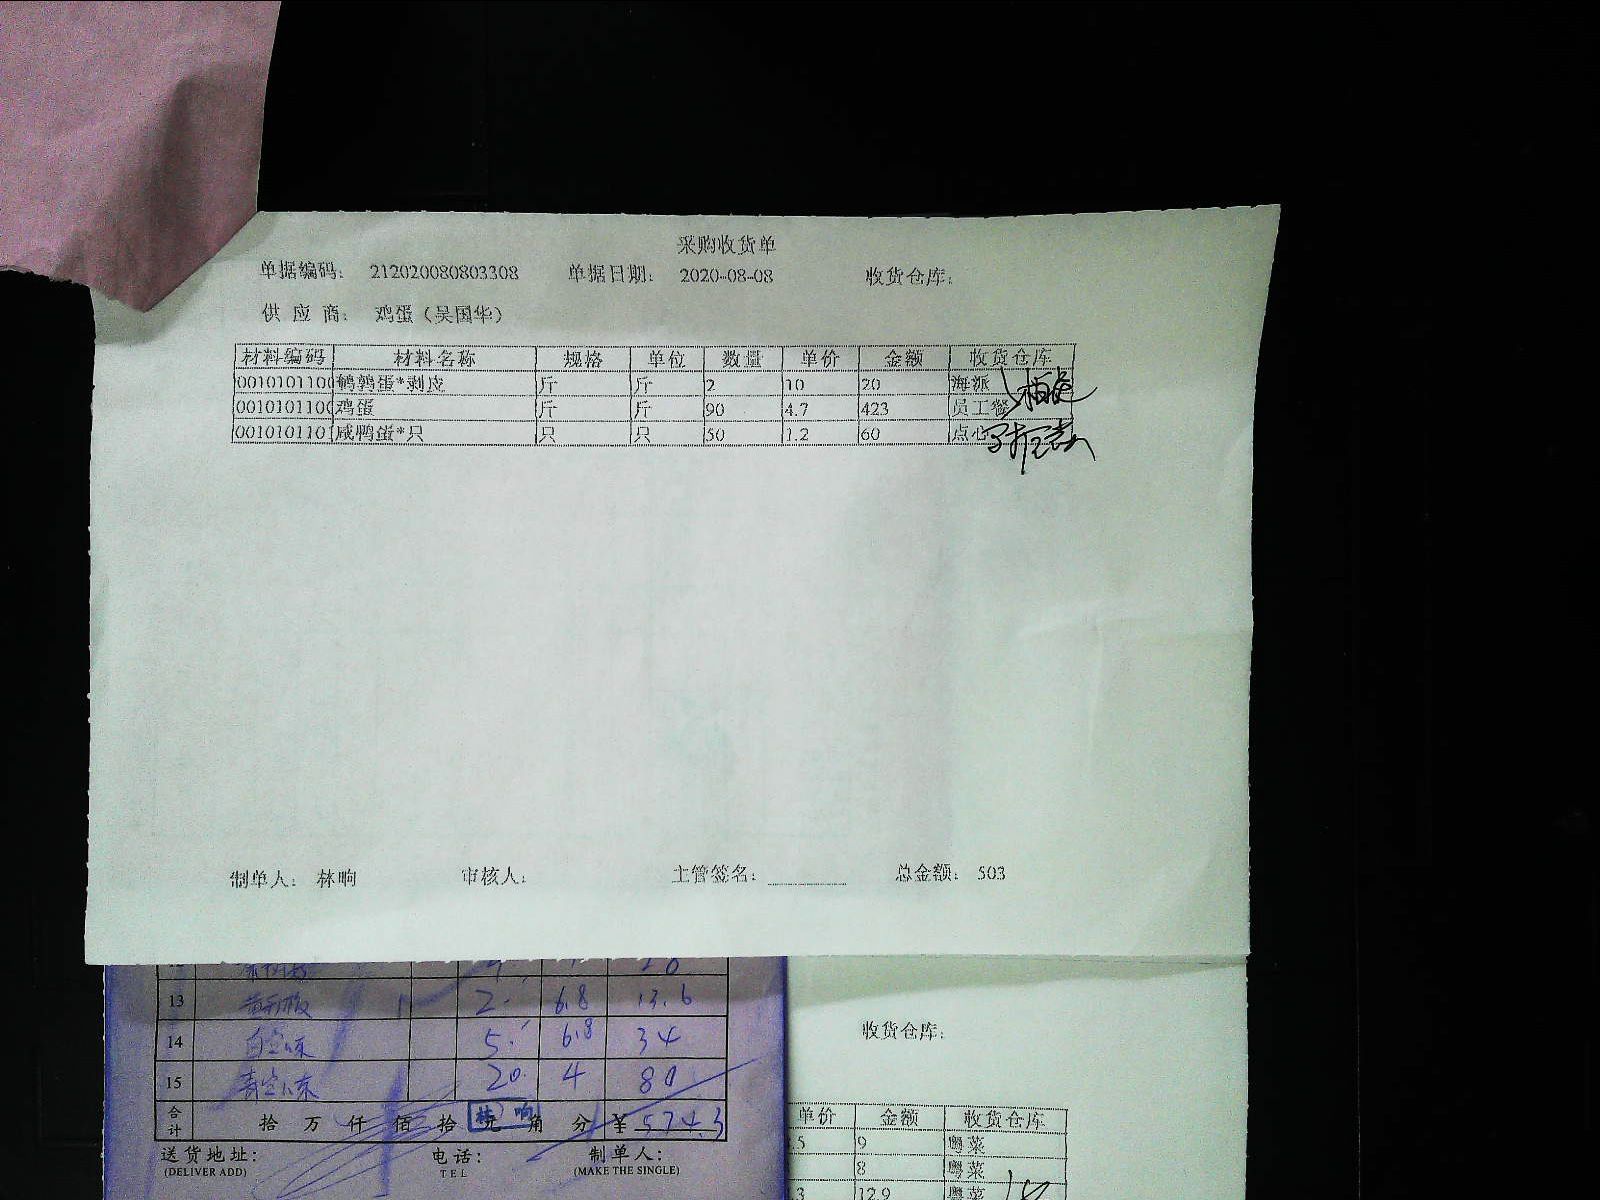 采购收货单
单据编码: 212020080803308 单据日期: 2020-08-08 收货仓库:
供 应 商: 鸡蛋（吴国华）
材料编码 材料名称 规格 单位 数量 单价 金额 收货仓库
0010101100 鹌鹑蛋*剥皮 斤 斤 2 10 20 海派
0010101100 鸡蛋 斤 斤 90 4.7 423 员工餐
001010110 咸鸭蛋*只 只 只 50 1.2 60 点心
制单人: 林响 审核人: 主管签名: 总金额: 503
13 2. 6.8 13.6
14 5. 6.8 34
15 20. 4 80
合计 拾 万 仟 佰 拾 元 角 分 ¥ 574.3
林响
送货地址: 电话: 制单人:
(DELIVER ADD) TEL (MAKE THE SINGLE)
收货仓库:
单价 金额 收货仓库
.5 9 粤菜
8 粤菜
.3 12.9 粤菜